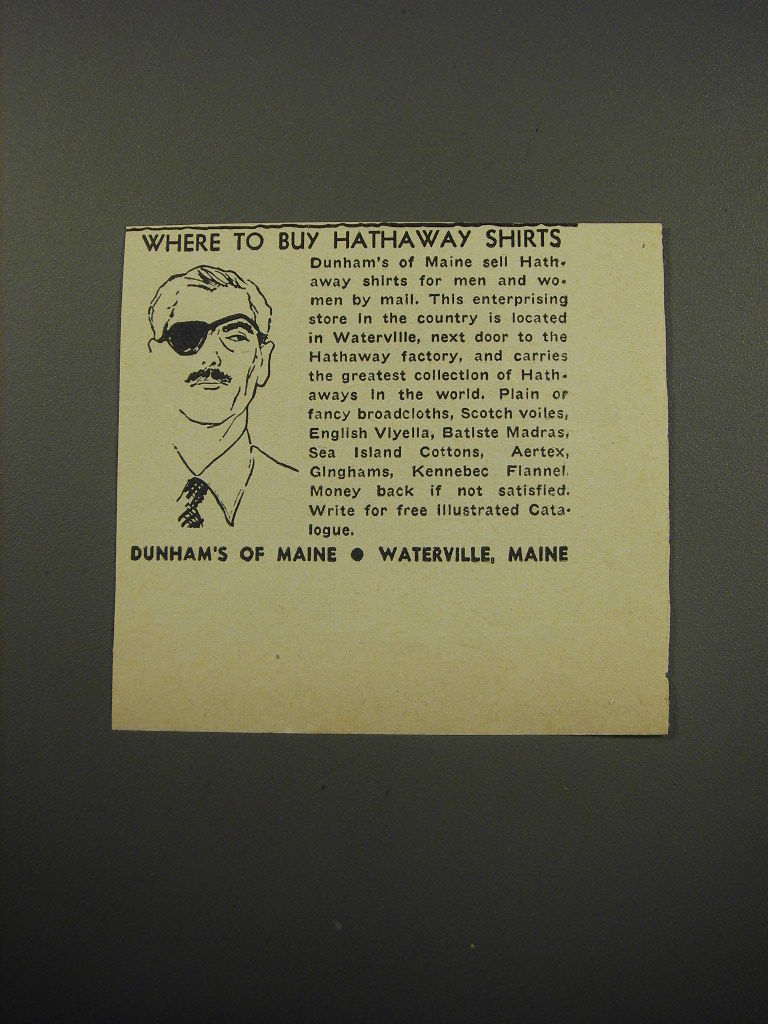 WHERE TO BUY HATHAWAY SHIRTS
Dunham's of Maine sell Hath-
away shirts for men and wo-
men by mail. This enterprising
store in the country is located
in Waterville, next door to the
Hathaway factory, and carries
the greatest collection of Hath-
aways in the world. Plain or
fancy broadcloths, Scotch voiles,
English Viyella, Batiste Madras,
Sea Island Cottons, Aertex,
Ginghams, Kennebec Flannel.
Money back if not satisfied.
Write for free illustrated Cata-
logue.
DUNHAM'S OF MAINE ● WATERVILLE, MAINE